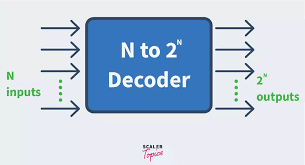 N to 2ᴺ
Decoder
N
inputs
2ᴺ
outputs
SCALER
Topics